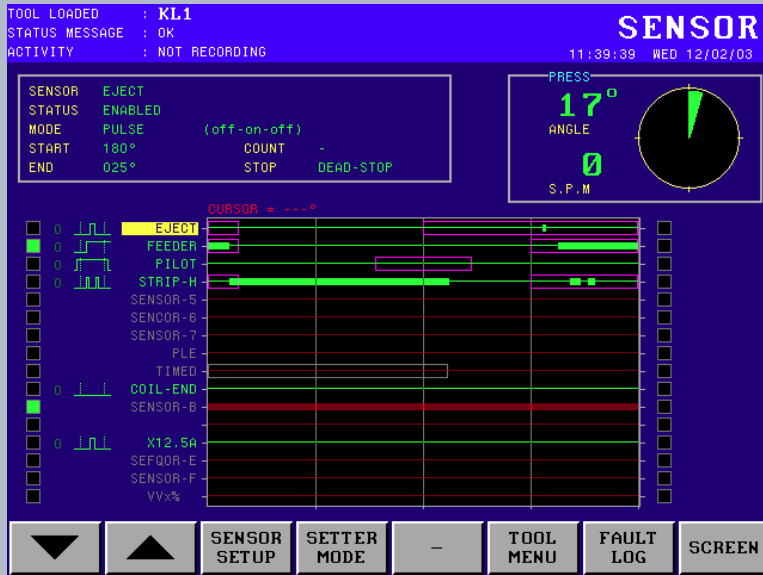 TOOL LOADED : KL1
STATUS MESSAGE : OK
ACTIVITY : NOT RECORDING
SENSOR
11:39:39 WED 12/02/03
SENSOR EJECT
STATUS ENABLED
MODE PULSE (off-on-off)
START 180° COUNT -
END 025° STOP DEAD-STOP
PRESS
17°
ANGLE
0
S.P.M
CURSOR = ---°
0 EJECT
FEEDER
0 PILOT
0 STRIP-H
SENSOR-5
SENCOR-6
SENSOR-7
PLE
TIMED
0 COIL-END
SENSOR-B
0 X12.5A
SEFQOR-E
SENSOR-F
VVx%
SENSOR SETUP
SETTER MODE
–
TOOL MENU
FAULT LOG
SCREEN